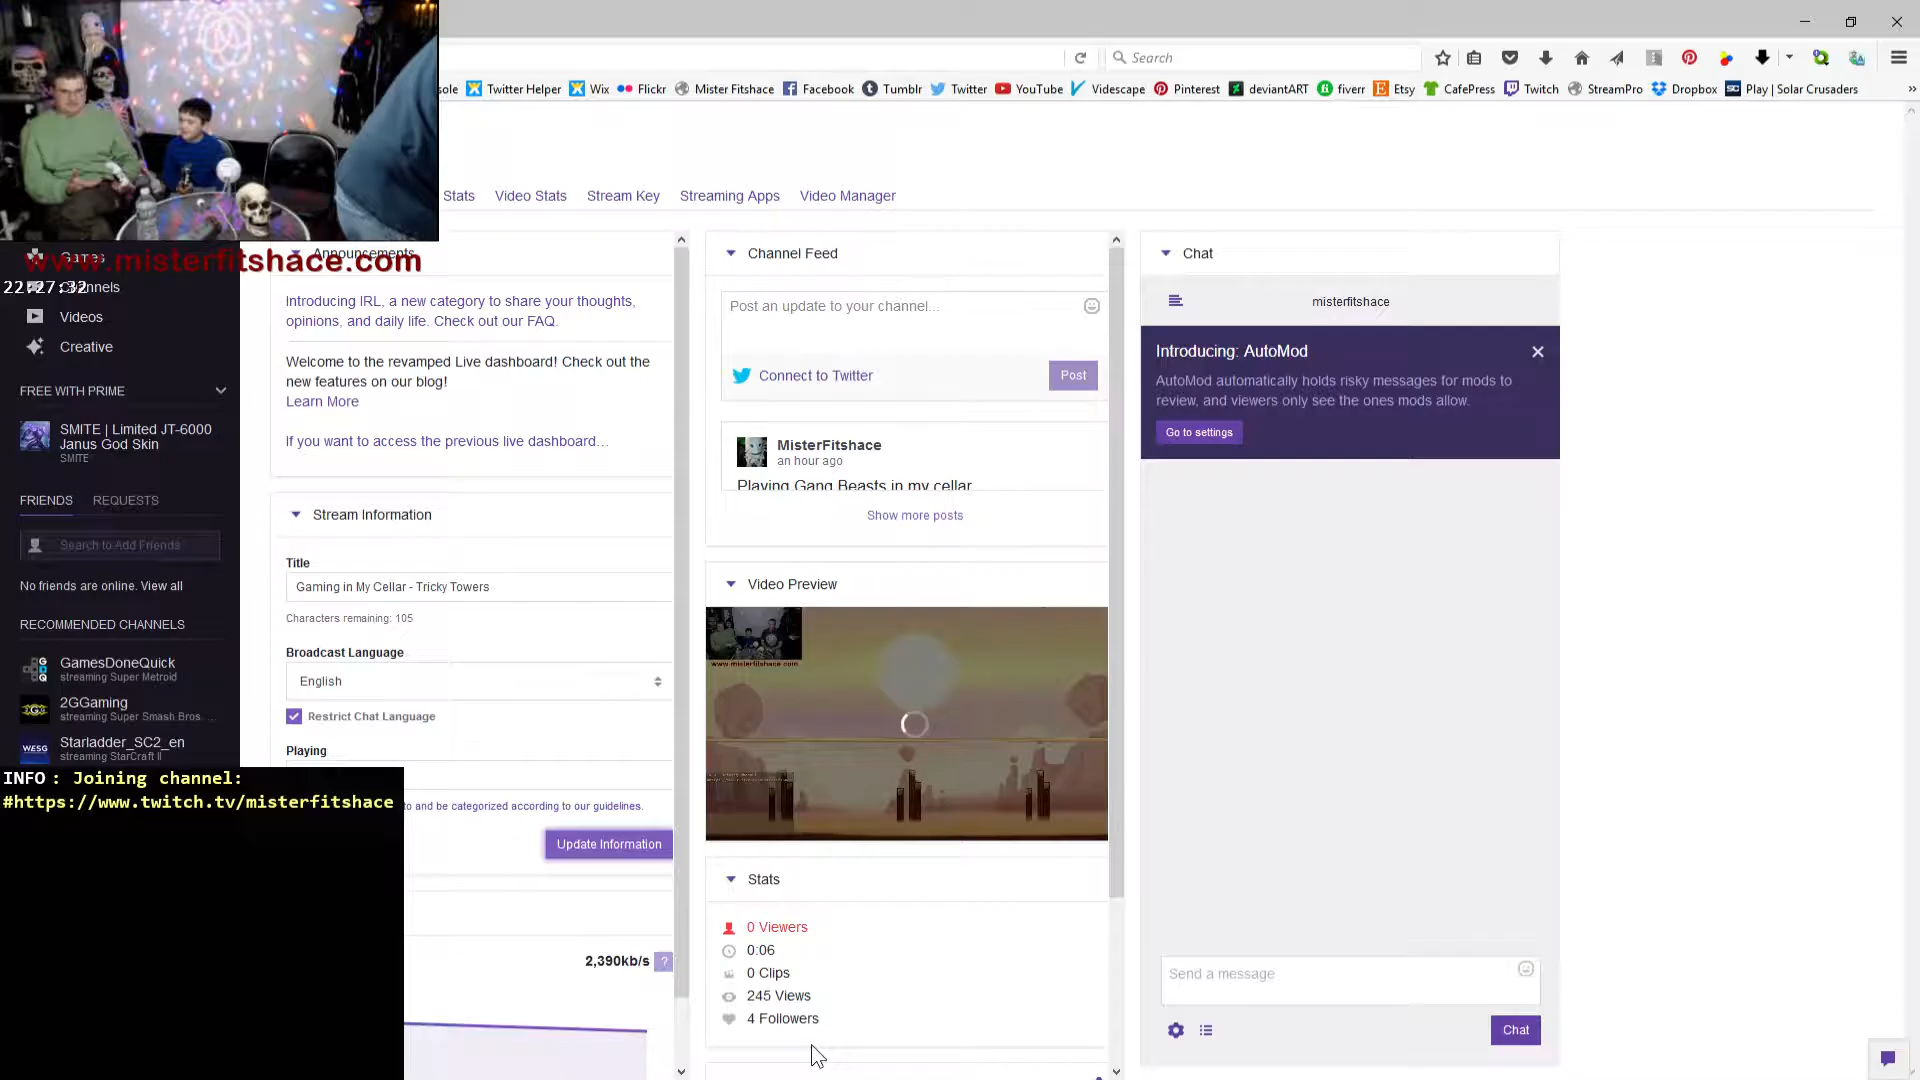 Search
sole
Twitter Helper
Wix
Flickr
Mister Fitshace
Facebook
Tumblr
Twitter
YouTube
Videscape
Pinterest
deviantART
fiverr
Etsy
CafePress
Twitch
StreamPro
Dropbox
Play | Solar Crusaders
Stats
Video Stats
Stream Key
Streaming Apps
Video Manager
www.misterfitshace.com
22:27:32
Games
Channels
Videos
Creative
FREE WITH PRIME
SMITE | Limited JT-6000
Janus God Skin
SMITE
FRIENDS
REQUESTS
Search to Add Friends
No friends are online. View all
RECOMMENDED CHANNELS
GamesDoneQuick
streaming Super Metroid
2GGaming
streaming Super Smash Bros. ...
Starladder_SC2_en
streaming StarCraft II
WESG
INFO : Joining channel:
#https://www.twitch.tv/misterfitshace
Announcements
Introducing IRL, a new category to share your thoughts,
opinions, and daily life. Check out our FAQ.
Welcome to the revamped Live dashboard! Check out the
new features on our blog!
Learn More
If you want to access the previous live dashboard…
Stream Information
Title
Gaming in My Cellar - Tricky Towers
Characters remaining: 105
Broadcast Language
English
Restrict Chat Language
Playing
to and be categorized according to our guidelines.
Update Information
2,390kb/s
?
Channel Feed
Post an update to your channel...
Connect to Twitter
Post
MisterFitshace
an hour ago
Playing Gang Beasts in my cellar
Show more posts
Video Preview
www.misterfitshace.com
Stats
0 Viewers
0:06
0 Clips
245 Views
4 Followers
Chat
misterfitshace
Introducing: AutoMod
AutoMod automatically holds risky messages for mods to
review, and viewers only see the ones mods allow.
Go to settings
Send a message
Chat